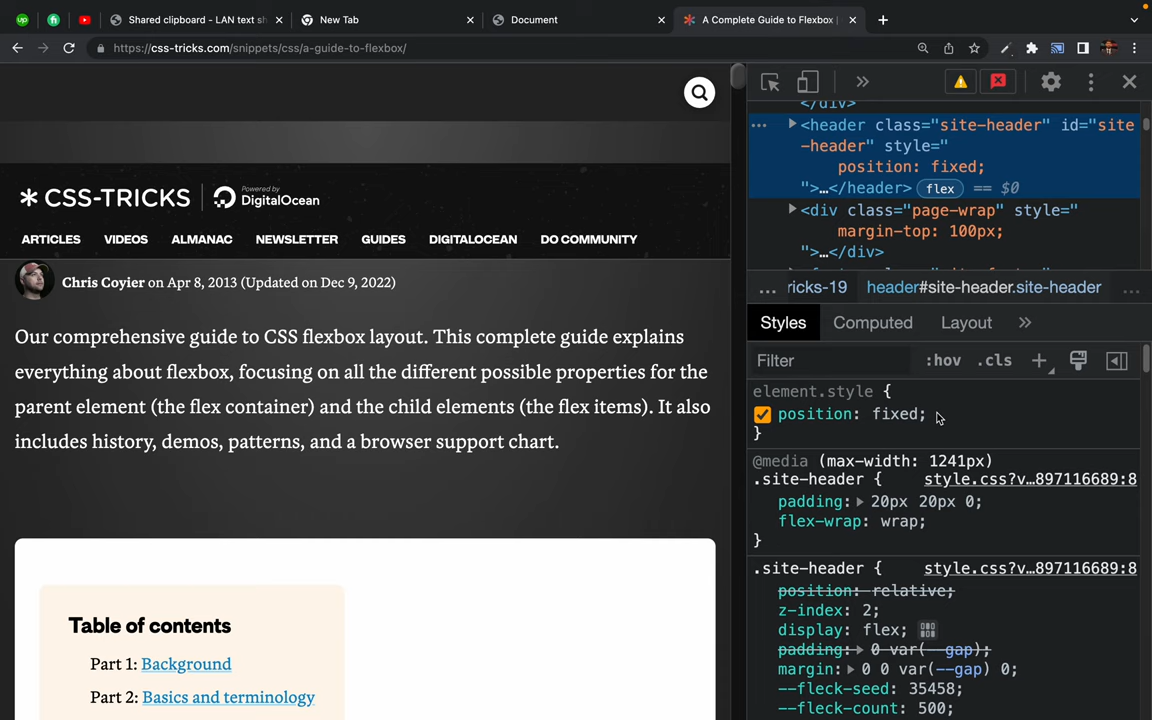 Shared clipboard - LAN text sh
New Tab
Document
A Complete Guide to Flexbox
https://css-tricks.com/snippets/css/a-guide-to-flexbox/
CSS-TRICKS
Powered by
DigitalOcean
ARTICLES VIDEOS ALMANAC NEWSLETTER GUIDES DIGITALOCEAN DO COMMUNITY
Chris Coyier on Apr 8, 2013 (Updated on Dec 9, 2022)
Our comprehensive guide to CSS flexbox layout. This complete guide explains
everything about flexbox, focusing on all the different possible properties for the
parent element (the flex container) and the child elements (the flex items). It also
includes history, demos, patterns, and a browser support chart.
Table of contents
Part 1: Background
Part 2: Basics and terminology
</div>
<header class="site-header" id="site
-header" style="
position: fixed;
">…</header> flex == $0
<div class="page-wrap" style="
margin-top: 100px;
">…</div>
... ricks-19 header#site-header.site-header ...
Styles Computed Layout
Filter :hov .cls
element.style {
position: fixed;
}
@media (max-width: 1241px)
.site-header { style.css?v…897116689:8
padding: 20px 20px 0;
flex-wrap: wrap;
}
.site-header { style.css?v…897116689:8
position: relative;
z-index: 2;
display: flex;
padding: 0 var(--gap);
margin: 0 0 var(--gap) 0;
--fleck-seed: 35458;
--fleck-count: 500;